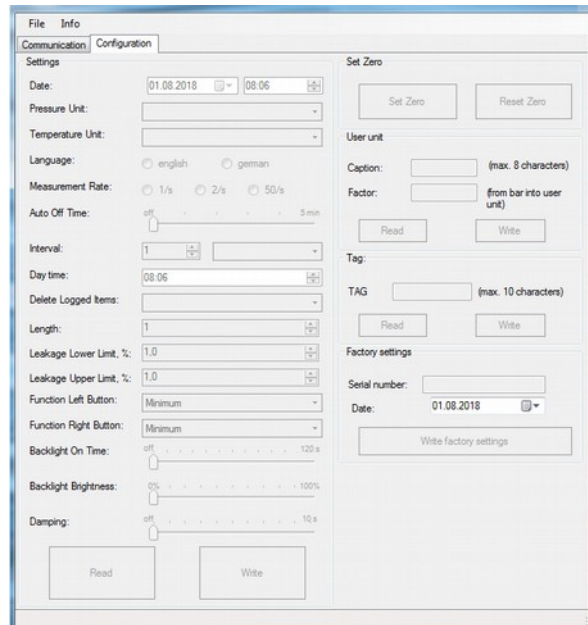 File Info
Communication Configuration
Settings
Date: 01.08.2018 08:06
Pressure Unit:
Temperature Unit:
Language: english german
Measurement Rate: 1/s 2/s 50/s
Auto Off Time: off 5 min
Interval: 1
Day time: 08:06
Delete Logged Items:
Length: 1
Leakage Lower Limit, %: 1,0
Leakage Upper Limit, %: 1,0
Function Left Button: Minimum
Function Right Button: Minimum
Backlight On Time: off 120 s
Backlight Brightness: 0% 100%
Damping: off 10 s
Read Write
Set Zero
Set Zero Reset Zero
User unit
Caption: (max. 8 characters)
Factor: (from bar into user
unit)
Read Write
Tag:
TAG (max. 10 characters)
Read Write
Factory settings
Serial number:
Date: 01.08.2018
Write factory settings